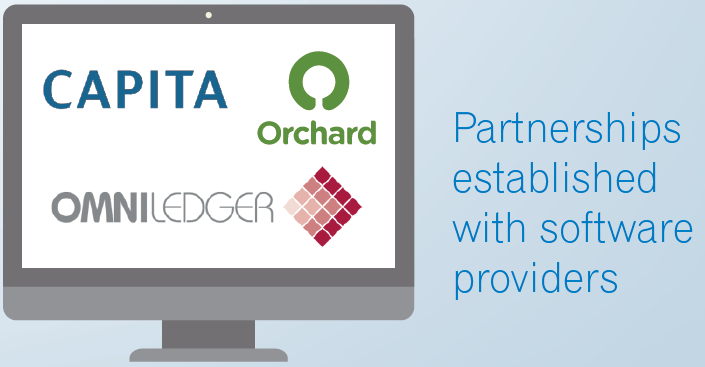 CAPITA
Orchard
OMNILEDGER
Partnerships
established
with software
providers